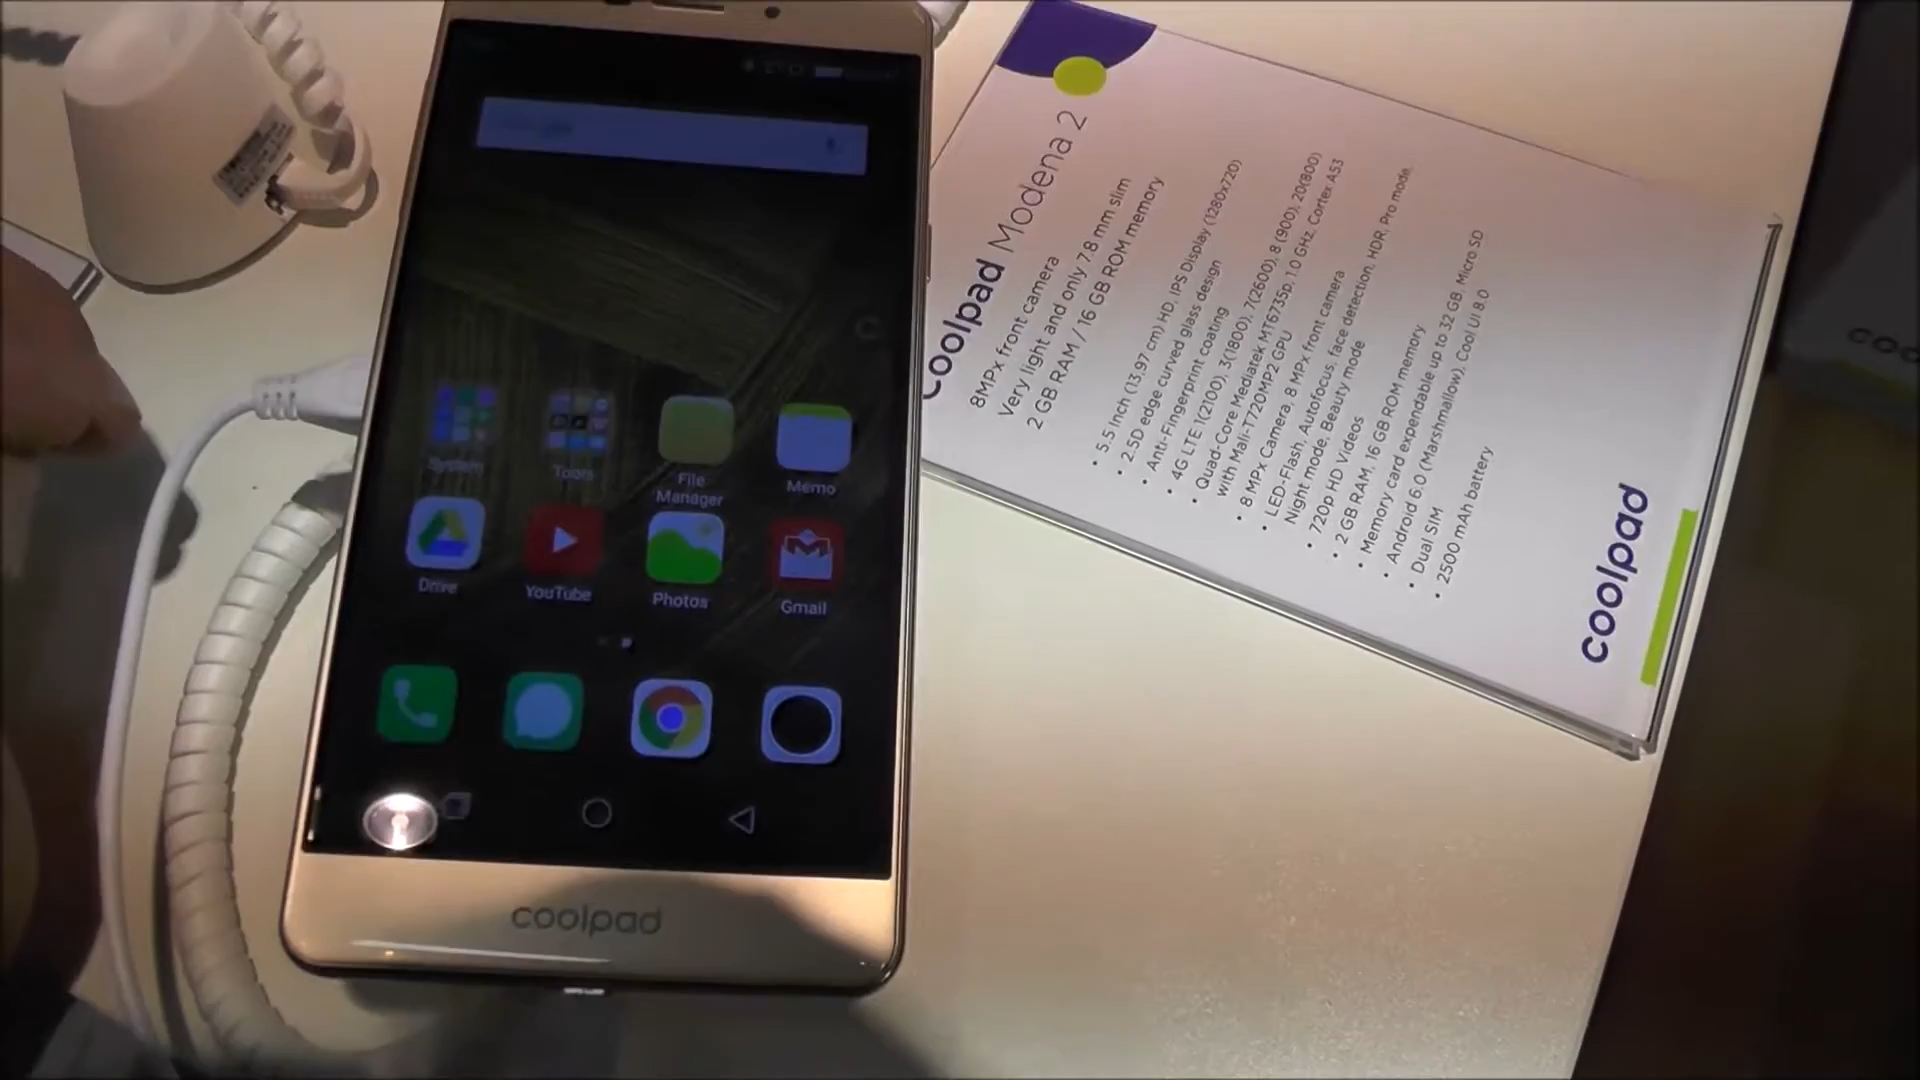 System
Tools
File
Manager
Memo
Drive
YouTube
Photos
Gmail
coolpad
coolpad Modena 2
8MPx front camera
Very light and only 7.8 mm slim
2 GB RAM / 16 GB ROM memory
• 5.5 Inch (13,97 cm) HD, IPS Display (1280x720)
• 2.5D edge curved glass design
• Anti-Fingerprint coating
• 4G LTE 1(2100), 3(1800), 7(2600), 8 (900), 20(800)
• Quad-Core Mediatek MT6735p, 1.0 GHz, Cortex A53
with Mali-T720MP2 GPU
• 8 MPx Camera, 8 MPx front camera
• LED-Flash, Autofocus, face detection, HDR, Pro mode,
Night mode, Beauty mode
• 720p HD Videos
• 2 GB RAM, 16 GB ROM memory
• Memory card expendable up to 32 GB, Micro SD
• Android 6.0 (Marshmallow), Cool UI 8.0
• Dual SIM
• 2500 mAh battery
coolpad